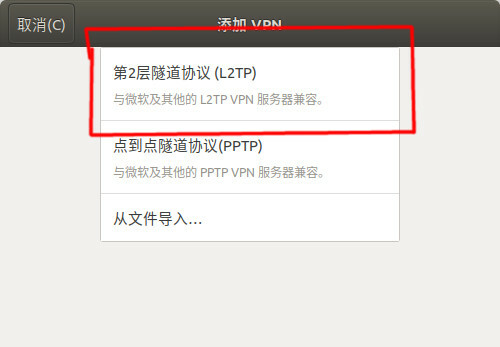 取消(C)
添加 VPN
第2层隧道协议 (L2TP)
与微软及其他的 L2TP VPN 服务器兼容。
点到点隧道协议(PPTP)
与微软及其他的 PPTP VPN 服务器兼容。
从文件导入…